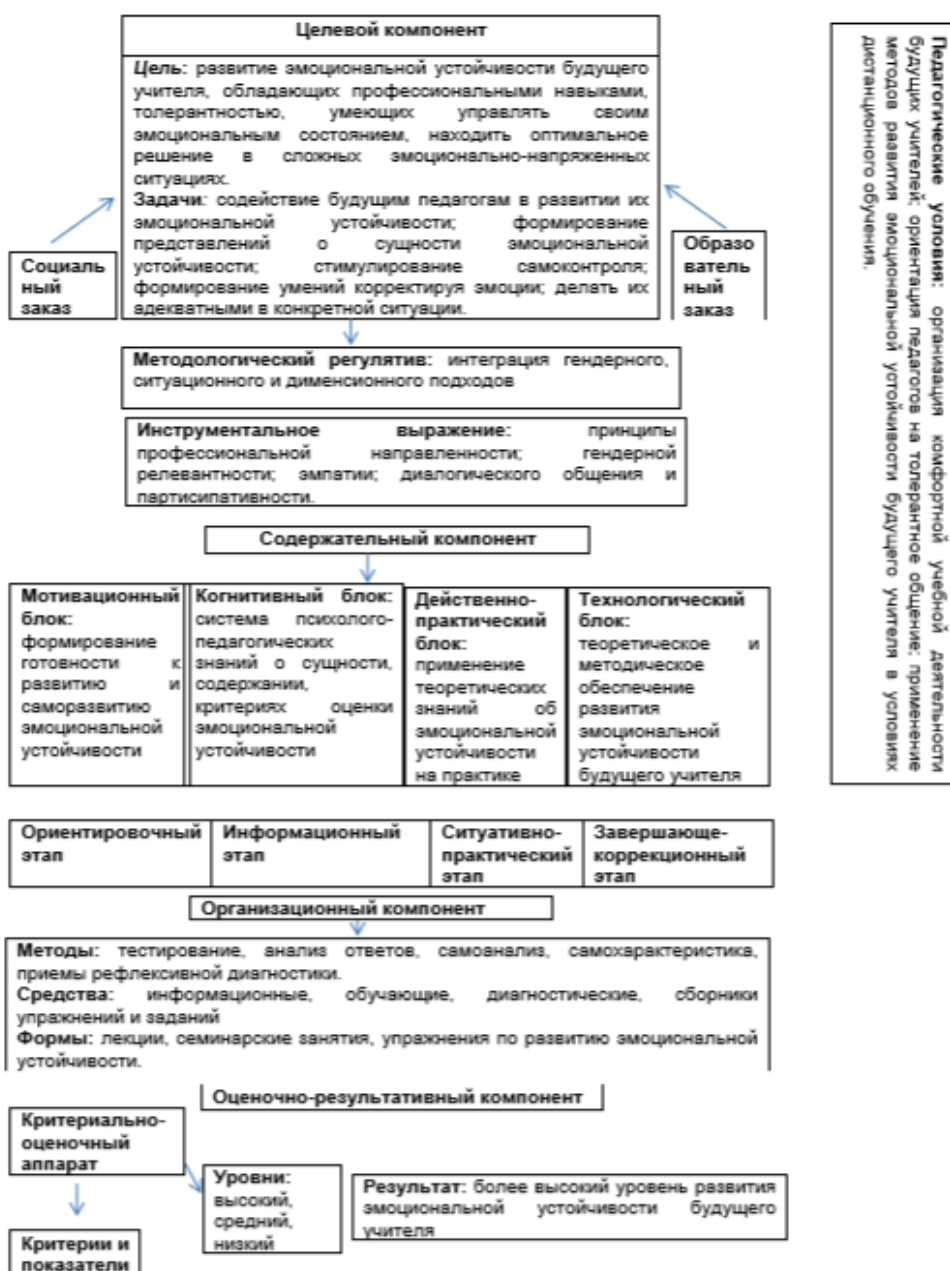 Целевой компонент
Цель: развитие эмоциональной устойчивости будущего
учителя, обладающих профессиональными навыками,
толерантностью, умеющих управлять своим
эмоциональным состоянием, находить оптимальное
решение в сложных эмоционально-напряженных
ситуациях.
Задачи: содействие будущим педагогам в развитии их
эмоциональной устойчивости; формирование
представлений о сущности эмоциональной
устойчивости; стимулирование самоконтроля;
формирование умений корректируя эмоции; делать их
адекватными в конкретной ситуации.
Социаль
ный
заказ
Образо
ватель
ный
заказ
Методологический регулятив: интеграция гендерного,
ситуационного и дименсионного подходов
Инструментальное выражение: принципы
профессиональной направленности; гендерной
релевантности; эмпатии; диалогического общения и
партисипативности.
Содержательный компонент
Мотивационный
блок:
формирование
готовности к
развитию и
саморазвитию
эмоциональной
устойчивости
Когнитивный блок:
система психолого-
педагогических
знаний о сущности,
содержании,
критериях оценки
эмоциональной
устойчивости
Действенно-
практический
блок:
применение
теоретических
знаний об
эмоциональной
устойчивости
на практике
Технологический
блок:
теоретическое и
методическое
обеспечение
развития
эмоциональной
устойчивости
будущего учителя
Ориентировочный
этап
Информационный
этап
Ситуативно-
практический
этап
Завершающе-
коррекционный
этап
Организационный компонент
Методы: тестирование, анализ ответов, самоанализ, самохарактеристика,
приемы рефлексивной диагностики.
Средства: информационные, обучающие, диагностические, сборники
упражнений и заданий
Формы: лекции, семинарские занятия, упражнения по развитию эмоциональной
устойчивости.
Оценочно-результативный компонент
Критериально-
оценочный
аппарат
Уровни:
высокий,
средний,
низкий
Результат: более высокий уровень развития
эмоциональной устойчивости будущего
учителя
Критерии и
показатели
Педагогические условия: организация комфортной учебной деятельности
будущих учителей; ориентация педагогов на толерантное общение; применение
методов развития эмоциональной устойчивости будущего учителя в условиях
дистанционного обучения.